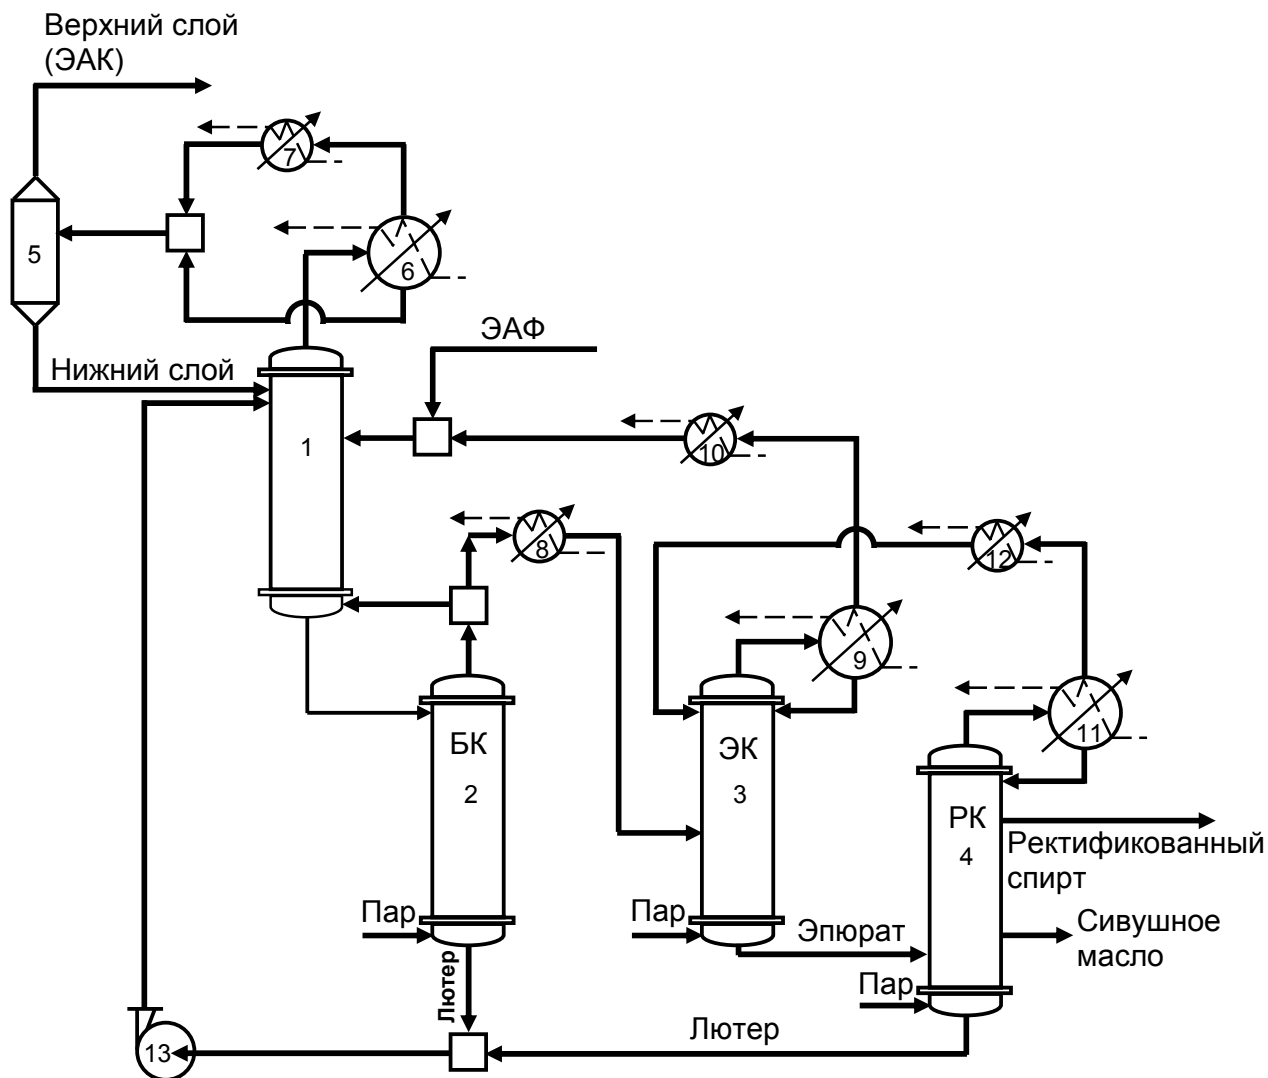 Верхний слой
(ЭАК)
7
5
6
ЭАФ
Нижний слой
1
10
8
12
9
11
БК
2
ЭК
3
РК
4
Ректификованный
спирт
Пар
Пар
Эпюрат
Сивушное
масло
Лютер
Пар
Лютер
13